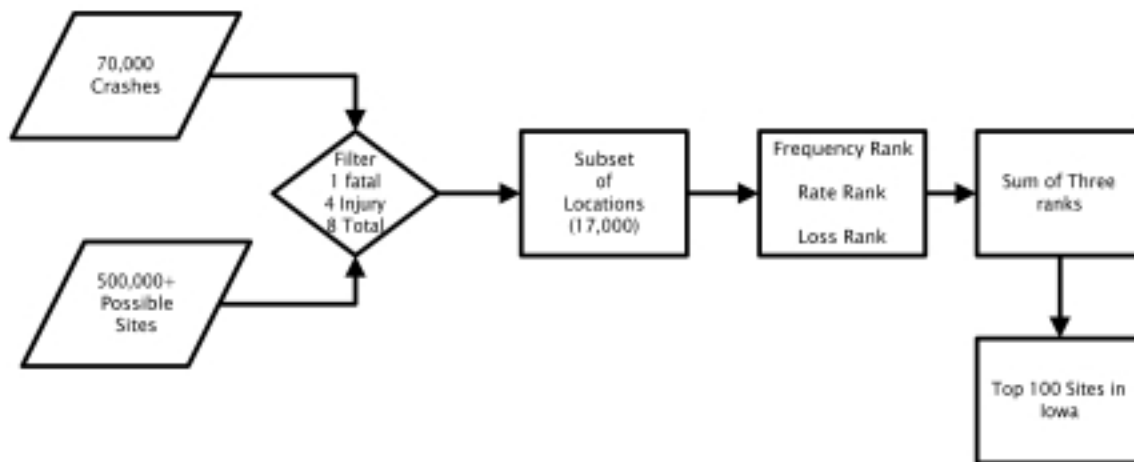 70,000
Crashes
Filter
1 fatal
4 Injury
8 Total
500,000+
Possible
Sites
Subset
of
Locations
(17,000)
Frequency Rank
Rate Rank
Loss Rank
Sum of Three
ranks
Top 100 Sites in
Iowa